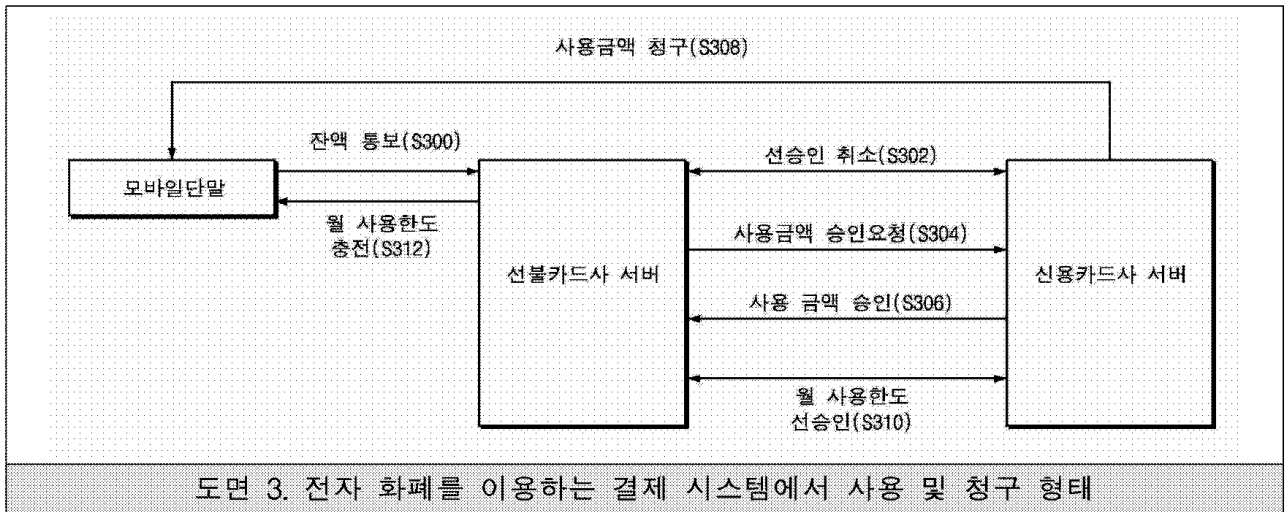 사용금액 청구(S308)
잔액 통보(S300)
선승인 취소(S302)
모바일단말
월 사용한도
충전(S312)
사용금액 승인요청(S304)
선불카드사 서버
신용카드사 서버
사용 금액 승인(S306)
월 사용한도
선승인(S310)
도면 3. 전자 화폐를 이용하는 결제 시스템에서 사용 및 청구 형태